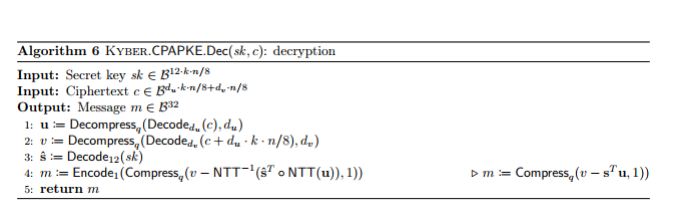 Algorithm 6 KYBER.CPAPKE.Dec(sk, c): decryption
Input: Secret key sk ∈ 𝓑^{12·k·n/8}
Input: Ciphertext c ∈ 𝓑^{d_u·k·n/8+d_v·n/8}
Output: Message m ∈ 𝓑^{32}
1: u := Decompress_q(Decode_{d_u}(c), d_u)
2: v := Decompress_q(Decode_{d_v}(c + d_u · k · n/8), d_v)
3: ŝ := Decode_{12}(sk)
4: m := Encode_1(Compress_q(v − NTT^{−1}(ŝ^T ∘ NTT(u)), 1)) ▷ m := Compress_q(v − s^T u, 1))
5: return m